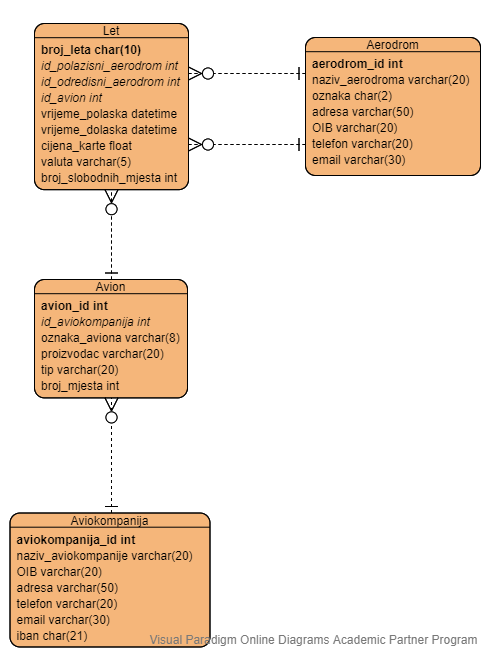 Let
broj_leta char(10)
id_polazisni_aerodrom int
id_odredisni_aerodrom int
id_avion int
vrijeme_polaska datetime
vrijeme_dolaska datetime
cijena_karte float
valuta varchar(5)
broj_slobodnih_mjesta int
Aerodrom
aerodrom_id int
naziv_aerodroma varchar(20)
oznaka char(2)
adresa varchar(50)
OIB varchar(20)
telefon varchar(20)
email varchar(30)
Avion
avion_id int
id_aviokompanija int
oznaka_aviona varchar(8)
proizvodac varchar(20)
tip varchar(20)
broj_mjesta int
Aviokompanija
aviokompanija_id int
naziv_aviokompanije varchar(20)
OIB varchar(20)
adresa varchar(50)
telefon varchar(20)
email varchar(30)
iban char(21)
Visual Paradigm Online Diagrams Academic Partner Program